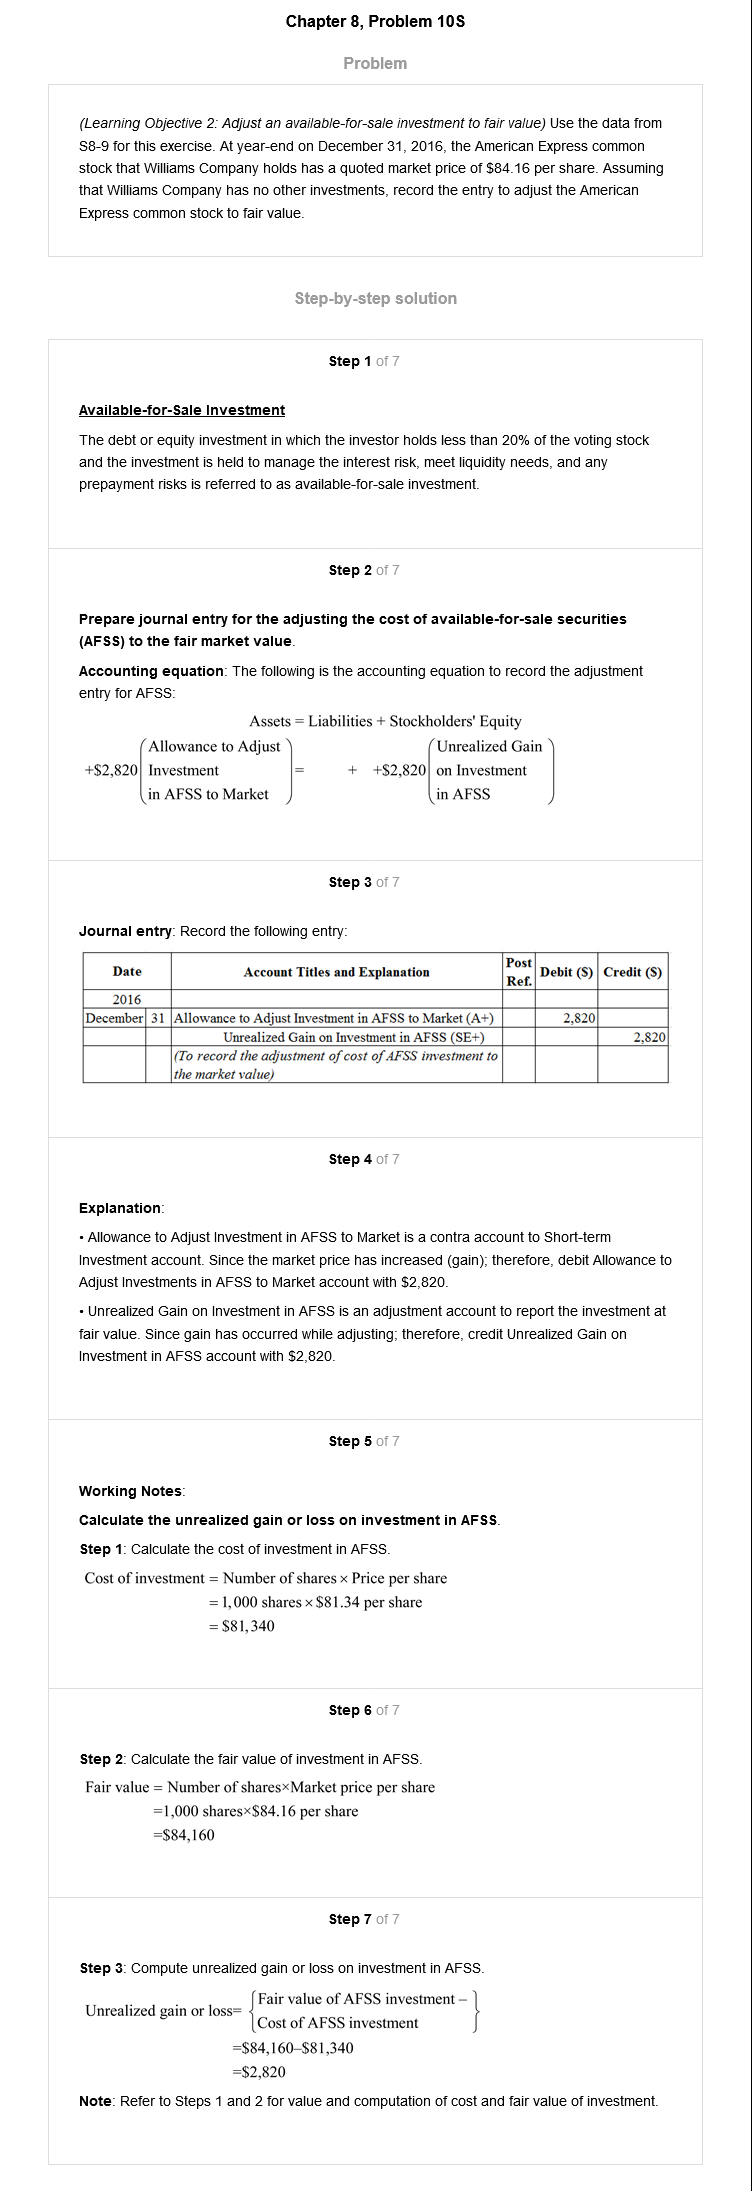 Chapter 8, Problem 10S
Problem
(Learning Objective 2: Adjust an available-for-sale investment to fair value) Use the data from
S8-9 for this exercise. At year-end on December 31, 2016, the American Express common
stock that Williams Company holds has a quoted market price of $84.16 per share. Assuming
that Williams Company has no other investments, record the entry to adjust the American
Express common stock to fair value.
Step-by-step solution
Step 1 of 7
Available-for-Sale Investment
The debt or equity investment in which the investor holds less than 20% of the voting stock
and the investment is held to manage the interest risk, meet liquidity needs, and any
prepayment risks is referred to as available-for-sale investment.
Step 2 of 7
Prepare journal entry for the adjusting the cost of available-for-sale securities
(AFSS) to the fair market value.
Accounting equation: The following is the accounting equation to record the adjustment
entry for AFSS:
Assets = Liabilities + Stockholders' Equity
(Allowance to Adjust) (Unrealized Gain)
+$2,820 (Investment) = + +$2,820 (on Investment)
(in AFSS to Market) (in AFSS)
Step 3 of 7
Journal entry: Record the following entry:
Date Account Titles and Explanation Post Ref. Debit ($) Credit ($)
2016
December 31 Allowance to Adjust Investment in AFSS to Market (A+) 2,820
Unrealized Gain on Investment in AFSS (SE+) 2,820
(To record the adjustment of cost of AFSS investment to
the market value)
Step 4 of 7
Explanation:
• Allowance to Adjust Investment in AFSS to Market is a contra account to Short-term
Investment account. Since the market price has increased (gain); therefore, debit Allowance to
Adjust Investments in AFSS to Market account with $2,820.
• Unrealized Gain on Investment in AFSS is an adjustment account to report the investment at
fair value. Since gain has occurred while adjusting; therefore, credit Unrealized Gain on
Investment in AFSS account with $2,820.
Step 5 of 7
Working Notes:
Calculate the unrealized gain or loss on investment in AFSS.
Step 1: Calculate the cost of investment in AFSS.
Cost of investment = Number of shares × Price per share
= 1,000 shares × $81.34 per share
= $81,340
Step 6 of 7
Step 2: Calculate the fair value of investment in AFSS.
Fair value = Number of shares×Market price per share
=1,000 shares×$84.16 per share
=$84,160
Step 7 of 7
Step 3: Compute unrealized gain or loss on investment in AFSS.
Unrealized gain or loss= {Fair value of AFSS investment –
Cost of AFSS investment}
=$84,160–$81,340
=$2,820
Note: Refer to Steps 1 and 2 for value and computation of cost and fair value of investment.